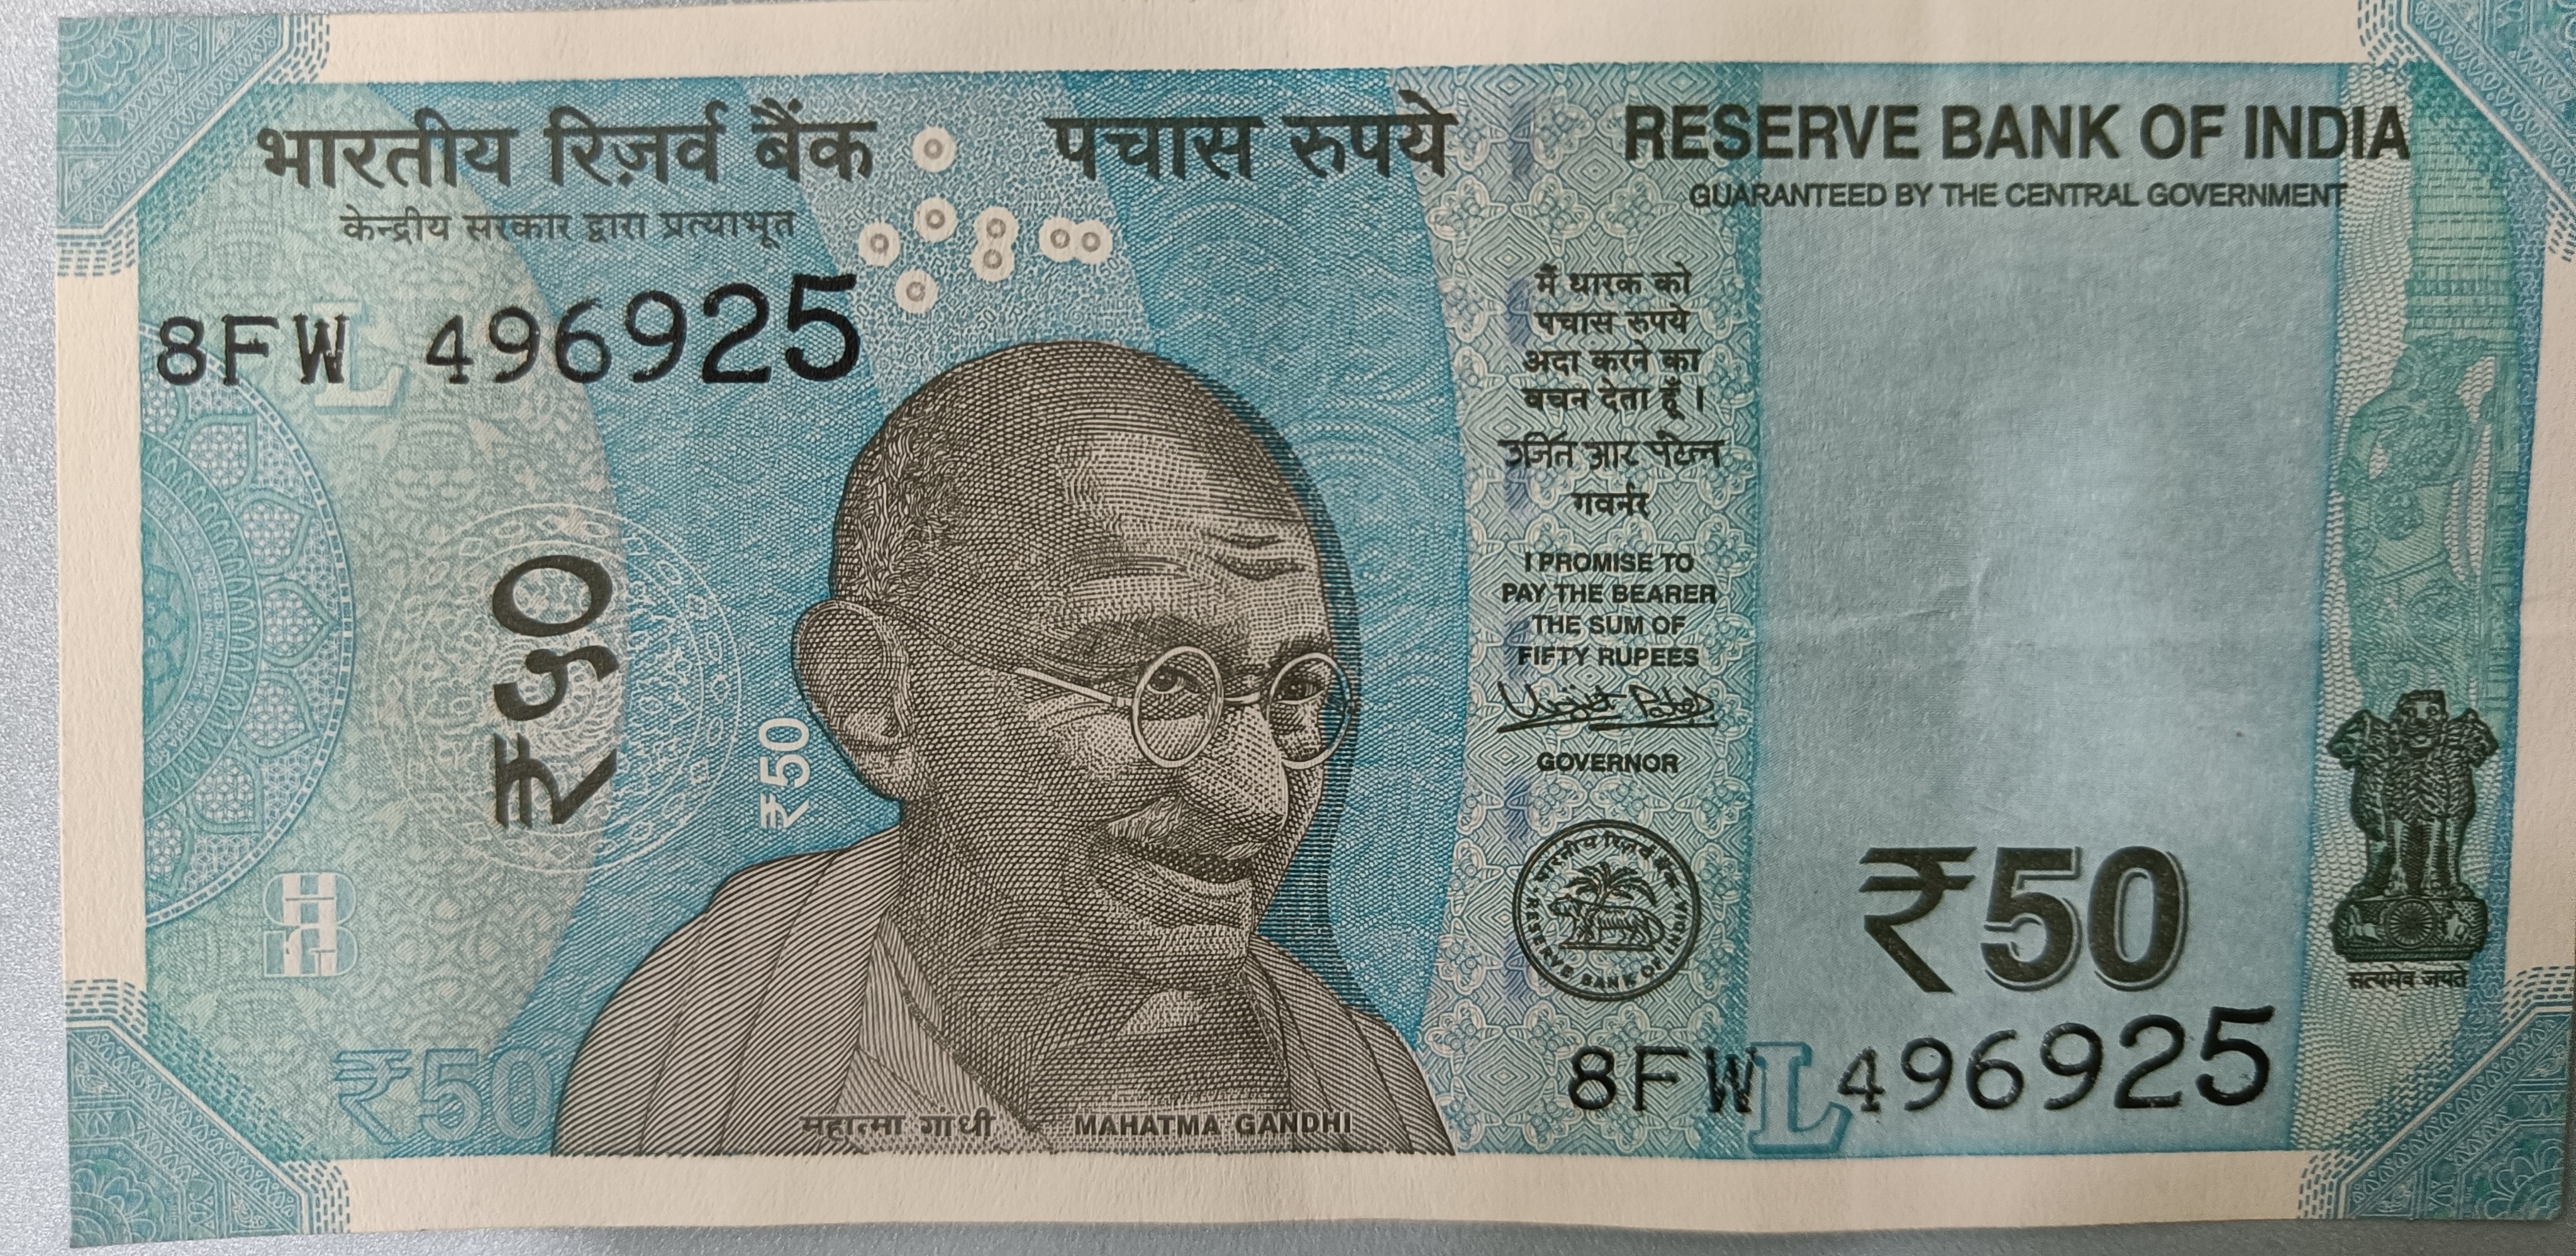 भारतीय रिज़र्व बैंक
केन्द्रीय सरकार द्वारा प्रत्याभूत
पचास रुपये
RESERVE BANK OF INDIA
GUARANTEED BY THE CENTRAL GOVERNMENT
8FW 496925
L
₹५०
₹50
₹50
मैं धारक को
पचास रुपये
अदा करने का
वचन देता हूँ ।
उर्जित आर पटेल
गवर्नर
I PROMISE TO
PAY THE BEARER
THE SUM OF
FIFTY RUPEES
Urjit Patel
GOVERNOR
भारतीय रिज़र्व बैंक
RESERVE BANK OF INDIA
₹50
सत्यमेव जयते
8FW 496925
L
महात्मा गांधी MAHATMA GANDHI